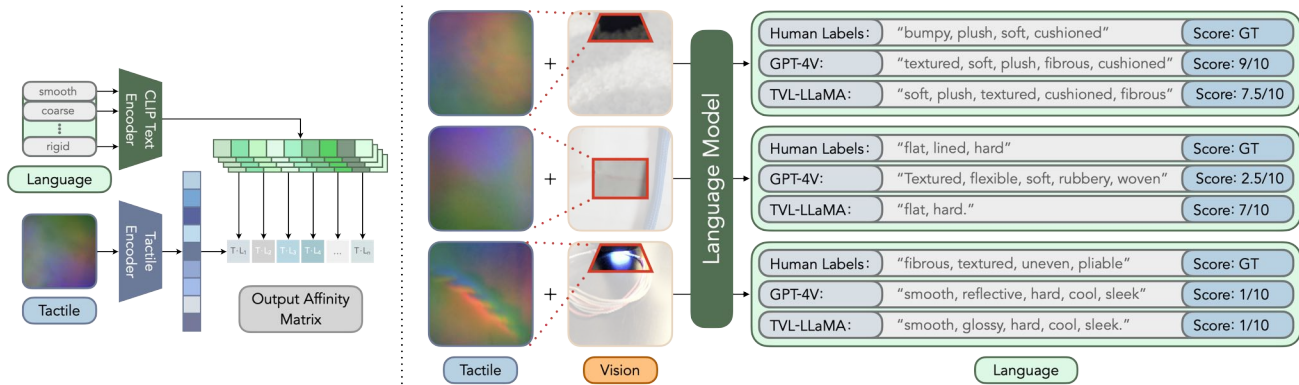 smooth
coarse
rigid
Language
CLIP Text
Encoder
Tactile
Encoder
Tactile
T·L₁ T·L₂ T·L₃ T·L₄ ... T·Lₙ
Output Affinity
Matrix
+
+
+
Tactile
Vision
Language Model
Human Labels: "bumpy, plush, soft, cushioned" Score: GT
GPT-4V: "textured, soft, plush, fibrous, cushioned" Score: 9/10
TVL-LLaMA: "soft, plush, textured, cushioned, fibrous" Score: 7.5/10
Human Labels: "flat, lined, hard" Score: GT
GPT-4V: "Textured, flexible, soft, rubbery, woven" Score: 2.5/10
TVL-LLaMA: "flat, hard." Score: 7/10
Human Labels: "fibrous, textured, uneven, pliable" Score: GT
GPT-4V: "smooth, reflective, hard, cool, sleek" Score: 1/10
TVL-LLaMA: "smooth, glossy, hard, cool, sleek." Score: 1/10
Language